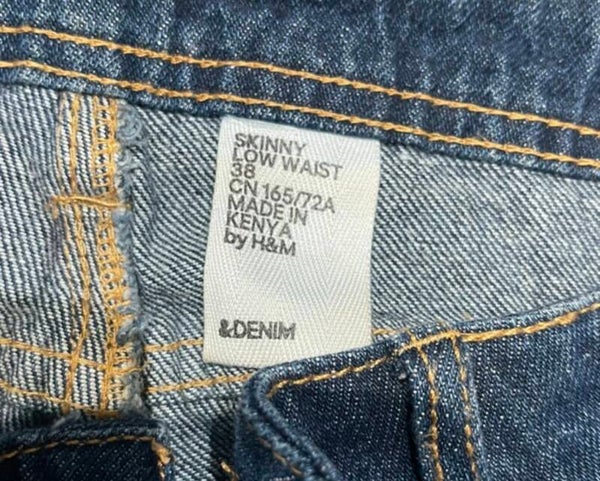 SKINNY
LOW WAIST
38
CN 165/72A
MADE IN
KENYA
by H&M
&DENIM